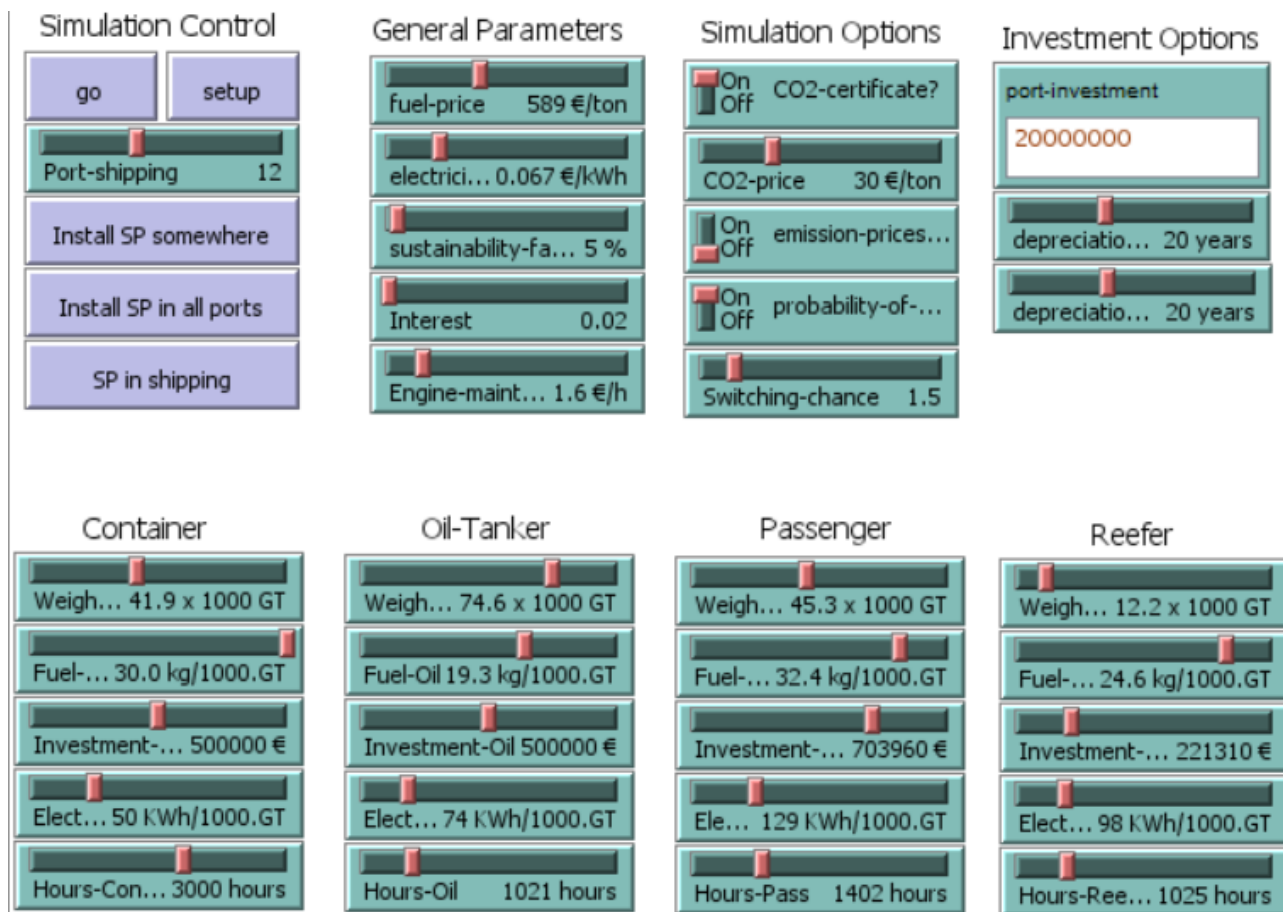 Simulation Control
go
setup
Port-shipping 12
Install SP somewhere
Install SP in all ports
SP in shipping
General Parameters
fuel-price 589 €/ton
electrici... 0.067 €/kWh
sustainability-fa... 5 %
Interest 0.02
Engine-maint... 1.6 €/h
Simulation Options
On
Off
CO2-certificate?
CO2-price 30 €/ton
On
Off
emission-prices...
On
Off
probability-of-...
Switching-chance 1.5
Investment Options
port-investment
20000000
depreciatio... 20 years
depreciatio... 20 years
Container
Weigh... 41.9 x 1000 GT
Fuel-... 30.0 kg/1000.GT
Investment-... 500000 €
Elect... 50 KWh/1000.GT
Hours-Con... 3000 hours
Oil-Tanker
Weigh... 74.6 x 1000 GT
Fuel-Oil 19.3 kg/1000.GT
Investment-Oil 500000 €
Elect... 74 KWh/1000.GT
Hours-Oil 1021 hours
Passenger
Weigh... 45.3 x 1000 GT
Fuel-... 32.4 kg/1000.GT
Investment-... 703960 €
Ele... 129 KWh/1000.GT
Hours-Pass 1402 hours
Reefer
Weigh... 12.2 x 1000 GT
Fuel-... 24.6 kg/1000.GT
Investment-... 221310 €
Elect... 98 KWh/1000.GT
Hours-Ree... 1025 hours